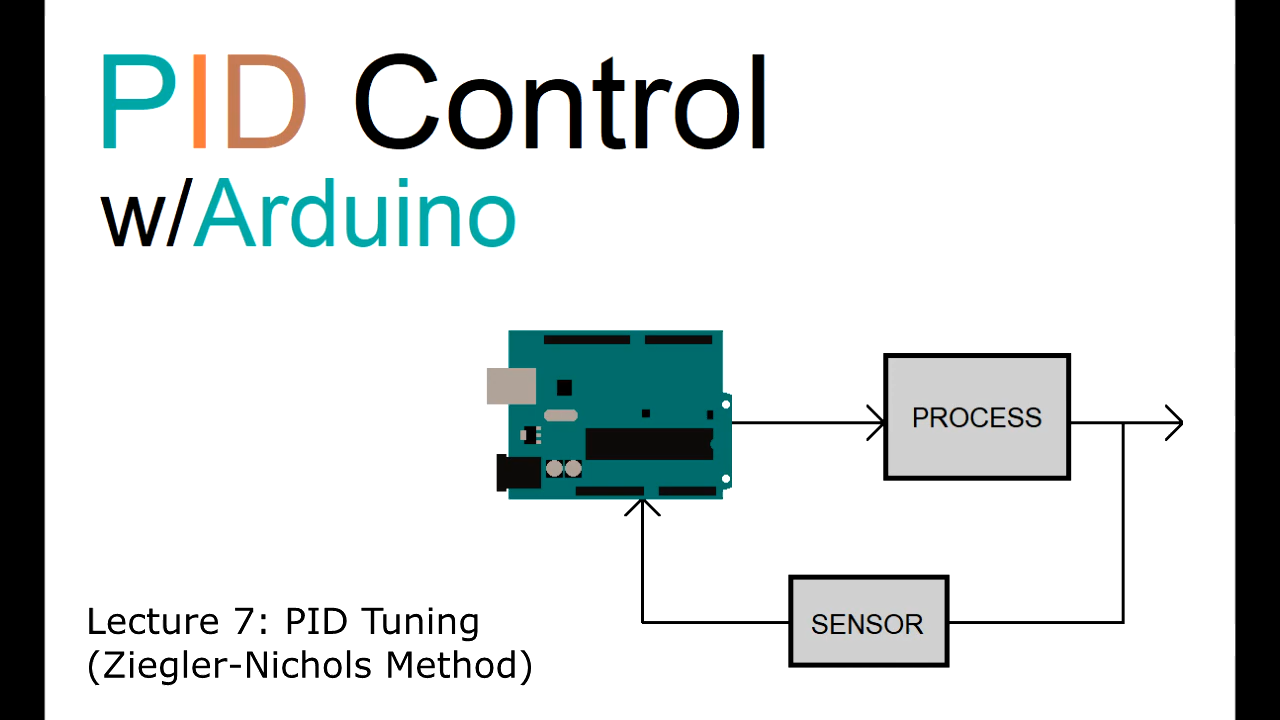 PID Control
w/Arduino
PROCESS
SENSOR
Lecture 7: PID Tuning
(Ziegler-Nichols Method)